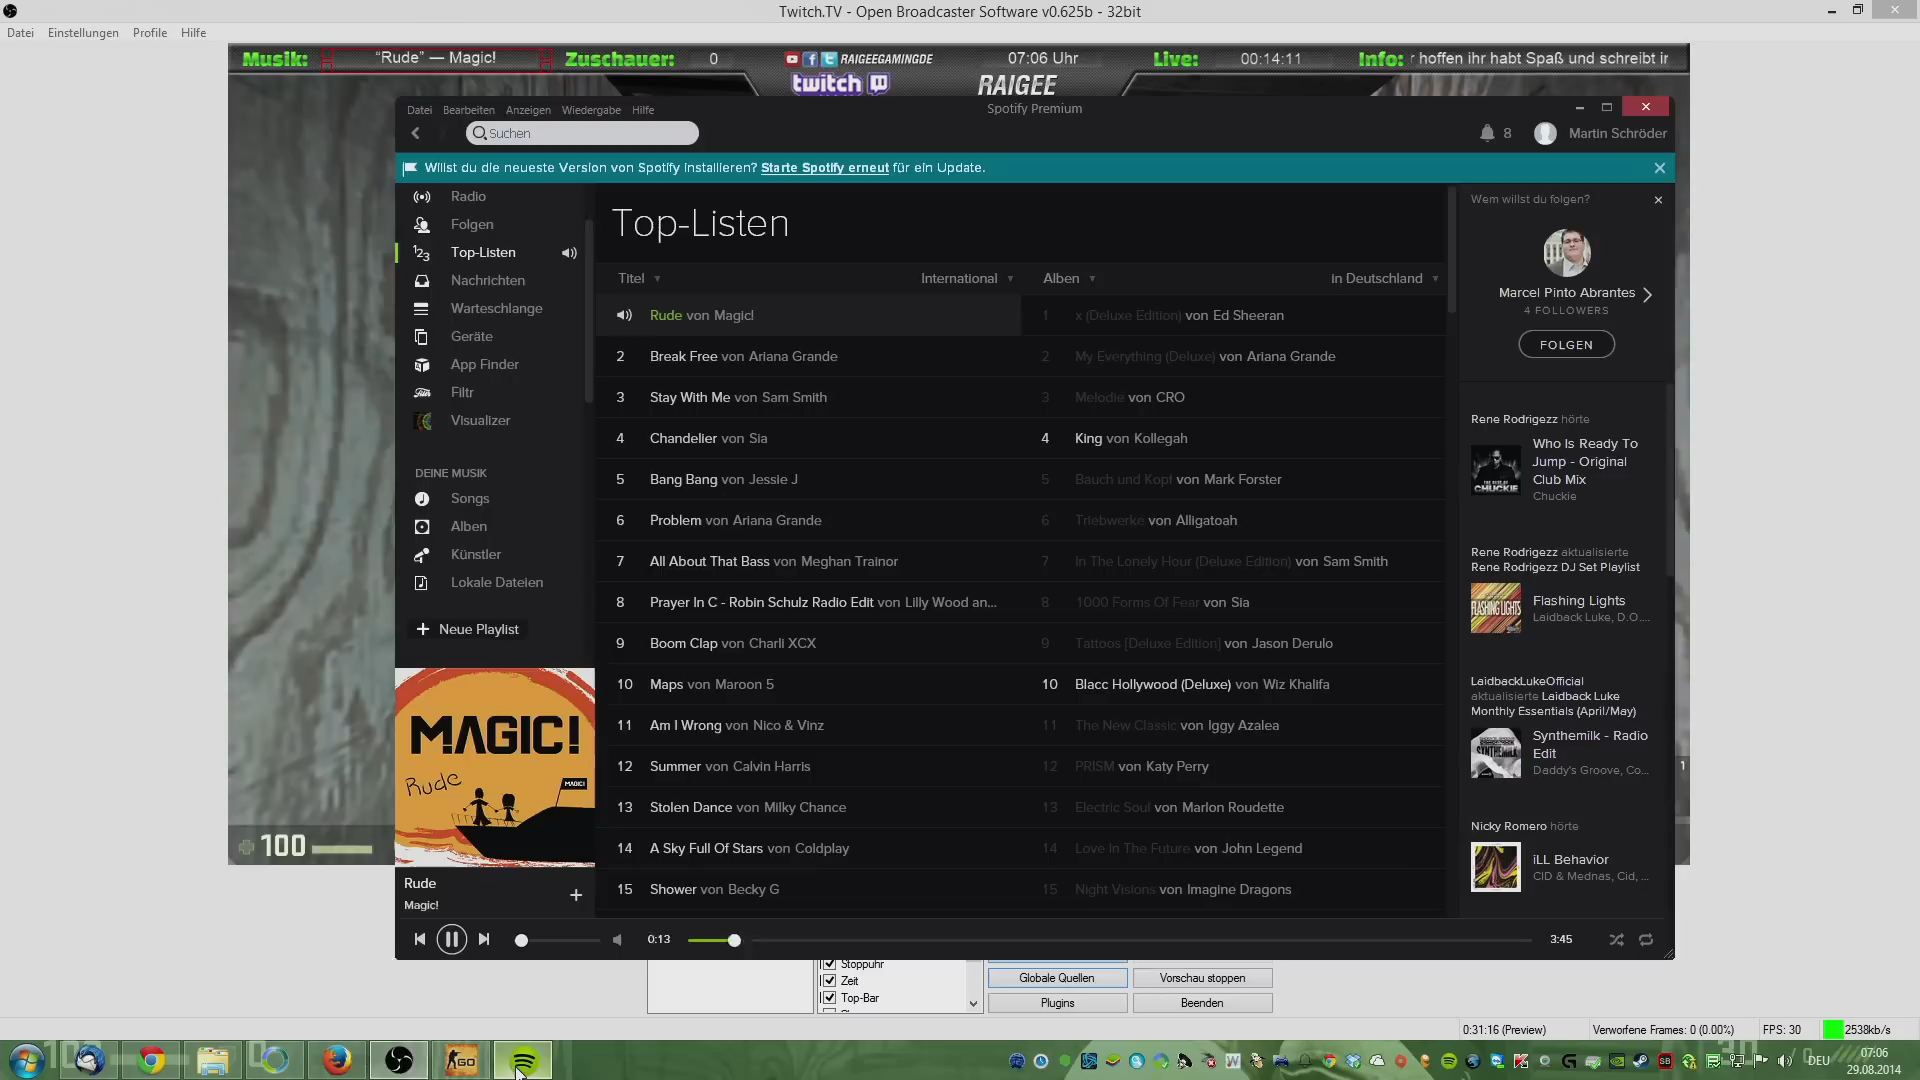 Twitch.TV - Open Broadcaster Software v0.625b - 32bit
Datei Einstellungen Profile Hilfe
Musik: "Rude" — Magic! Zuschauer: 0 RAIGEEGAMINGDE 07:06 Uhr Live: 00:14:11 Info: r hoffen ihr habt Spaß und schreibt ir
twitch RAIGEE
Datei Bearbeiten Anzeigen Wiedergabe Hilfe Spotify Premium
Suchen 8 Martin Schröder
Willst du die neueste Version von Spotify installieren? Starte Spotify erneut für ein Update.
Radio
Folgen
Top-Listen
Nachrichten
Warteschlange
Geräte
App Finder
Filtr
Visualizer
DEINE MUSIK
Songs
Alben
Künstler
Lokale Dateien
Neue Playlist
MAGIC!
Rude
MAGIC!
Rude
Magic!
Top-Listen
Titel International
Rude von Magic!
2 Break Free von Ariana Grande
3 Stay With Me von Sam Smith
4 Chandelier von Sia
5 Bang Bang von Jessie J
6 Problem von Ariana Grande
7 All About That Bass von Meghan Trainor
8 Prayer In C - Robin Schulz Radio Edit von Lilly Wood an...
9 Boom Clap von Charli XCX
10 Maps von Maroon 5
11 Am I Wrong von Nico & Vinz
12 Summer von Calvin Harris
13 Stolen Dance von Milky Chance
14 A Sky Full Of Stars von Coldplay
15 Shower von Becky G
Alben in Deutschland
1 x (Deluxe Edition) von Ed Sheeran
2 My Everything (Deluxe) von Ariana Grande
3 Melodie von CRO
4 King von Kollegah
5 Bauch und Kopf von Mark Forster
6 Triebwerke von Alligatoah
7 In The Lonely Hour (Deluxe Edition) von Sam Smith
8 1000 Forms Of Fear von Sia
9 Tattoos [Deluxe Edition] von Jason Derulo
10 Blacc Hollywood (Deluxe) von Wiz Khalifa
11 The New Classic von Iggy Azalea
12 PRISM von Katy Perry
13 Electric Soul von Marlon Roudette
14 Love In The Future von John Legend
15 Night Visions von Imagine Dragons
Wem willst du folgen?
Marcel Pinto Abrantes
4 FOLLOWERS
FOLGEN
Rene Rodrigezz hörte
Who Is Ready To
Jump - Original
Club Mix
Chuckie
CHUCKIE
Rene Rodrigezz aktualisierte
Rene Rodrigezz DJ Set Playlist
FLASHING LIGHTS
Flashing Lights
Laidback Luke, D.O....
LaidbackLukeOfficial
aktualisierte Laidback Luke
Monthly Essentials (April/May)
SYNTHEMILK
Synthemilk - Radio
Edit
Daddy's Groove, Co...
Nicky Romero hörte
iLL Behavior
CID & Mednas, Cid, ...
0:13 3:45
100
Stoppuhr
Zeit
Top-Bar
Globale Quellen Vorschau stoppen
Plugins Beenden
0:31:16 (Preview) Verworfene Frames: 0 (0.00%) FPS: 30 2538kb/s
GO
DEU
07:06
29.08.2014